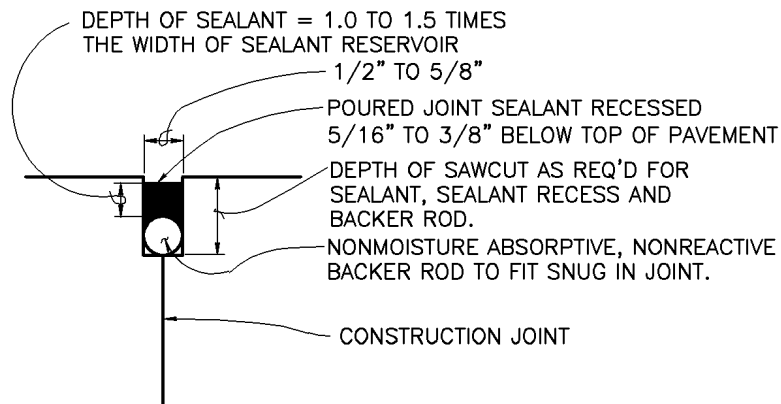 DEPTH OF SEALANT = 1.0 TO 1.5 TIMES
THE WIDTH OF SEALANT RESERVOIR
1/2" TO 5/8"
POURED JOINT SEALANT RECESSED
5/16" TO 3/8" BELOW TOP OF PAVEMENT
DEPTH OF SAWCUT AS REQ'D FOR
SEALANT, SEALANT RECESS AND
BACKER ROD.
NONMOISTURE ABSORPTIVE, NONREACTIVE
BACKER ROD TO FIT SNUG IN JOINT.
CONSTRUCTION JOINT